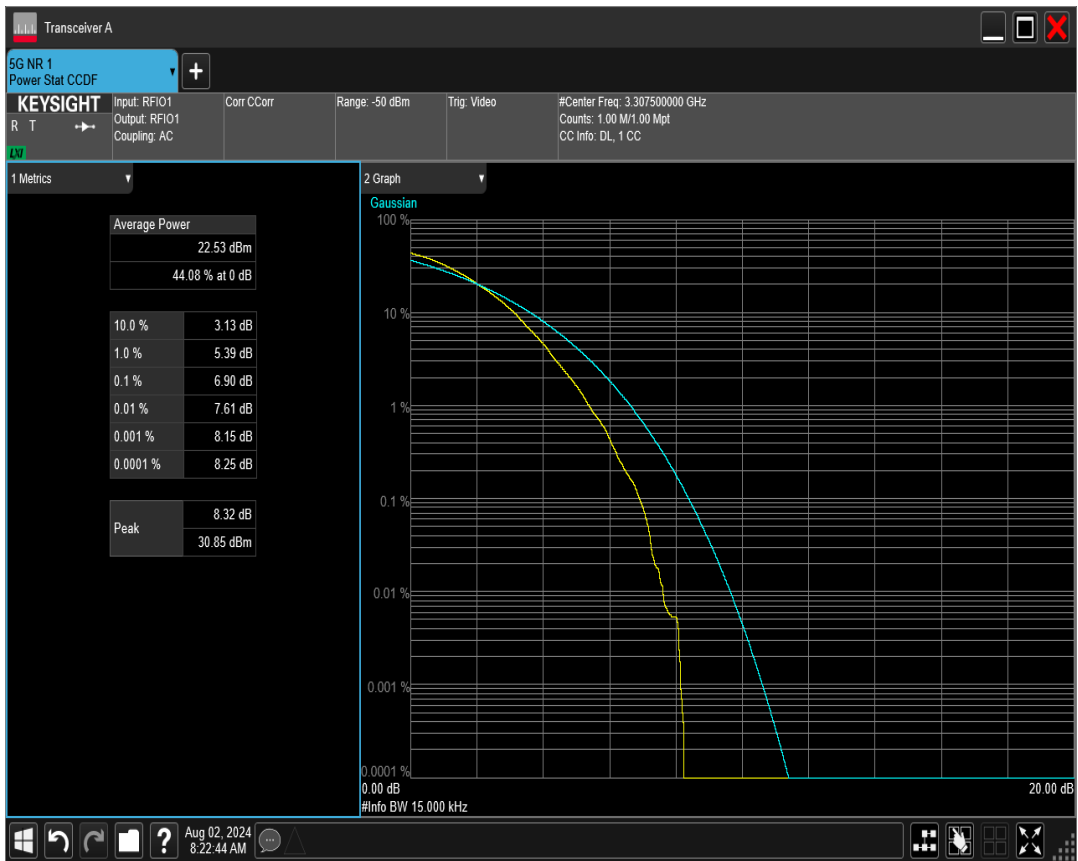 Transceiver A
5G NR 1
Power Stat CCDF
KEYSIGHT
R T
LXI
Input: RFIO1
Output: RFIO1
Coupling: AC
Corr CCorr
Range: -50 dBm
Trig: Video
#Center Freq: 3.307500000 GHz
Counts: 1.00 M/1.00 Mpt
CC Info: DL, 1 CC
1 Metrics
Average Power
22.53 dBm
44.08 % at 0 dB
10.0 % 3.13 dB
1.0 % 5.39 dB
0.1 % 6.90 dB
0.01 % 7.61 dB
0.001 % 8.15 dB
0.0001 % 8.25 dB
Peak
8.32 dB
30.85 dBm
2 Graph
Gaussian
100 %
10 %
1 %
0.1 %
0.01 %
0.001 %
0.0001 %
0.00 dB 20.00 dB
#Info BW 15.000 kHz
? Aug 02, 2024
8:22:44 AM